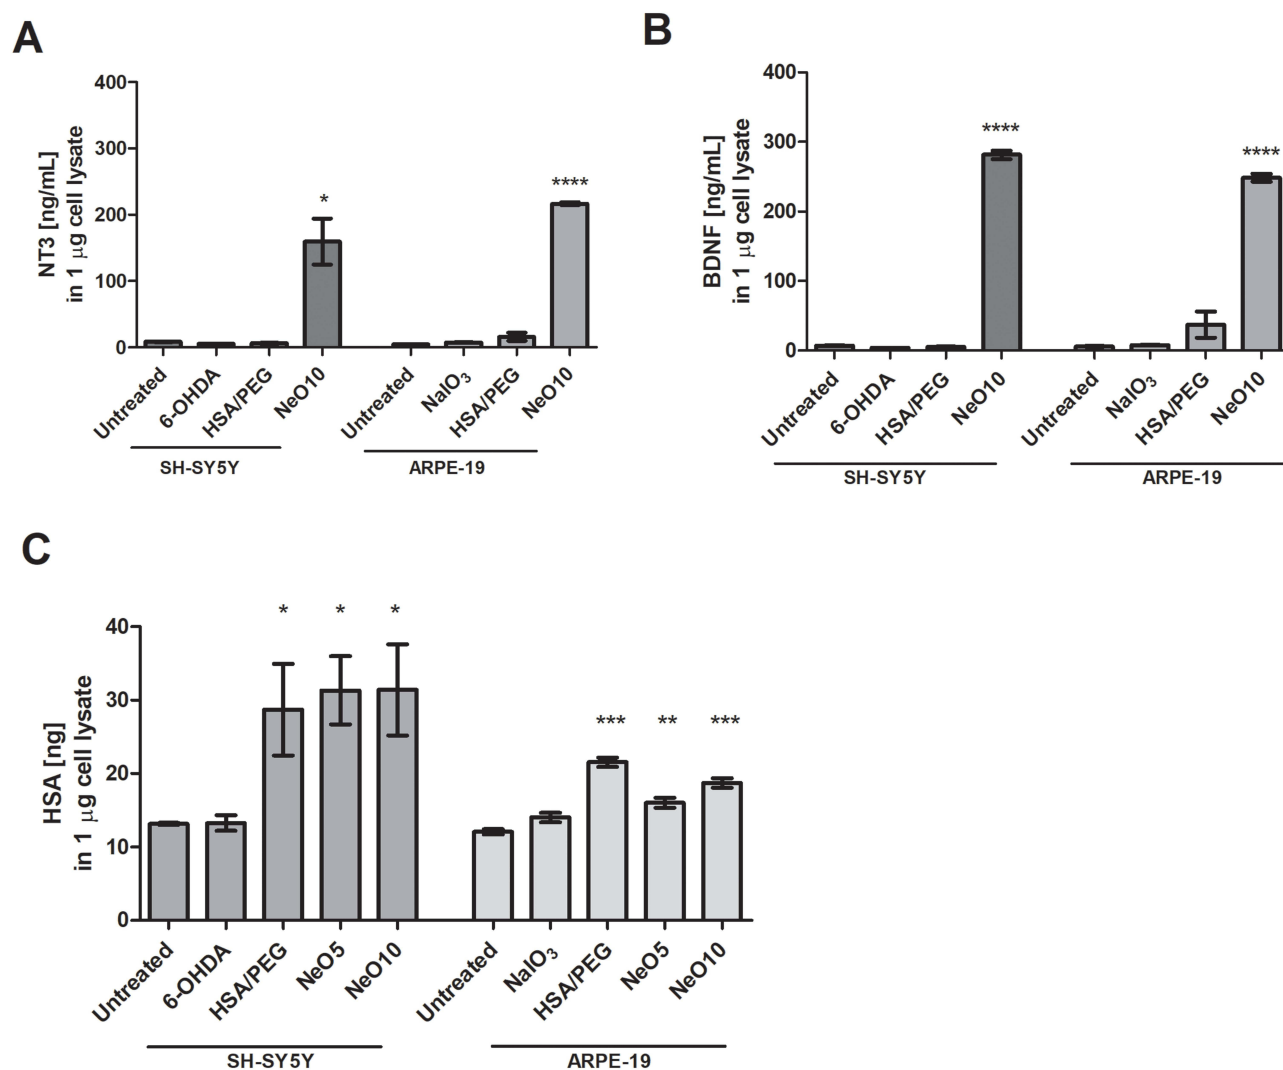 A
NT3 [ng/mL]
in 1 µg cell lysate
400
300
200
100
0
*
****
Untreated
6-OHDA
HSA/PEG
NeO10
Untreated
NaIO₃
HSA/PEG
NeO10
SH-SY5Y
ARPE-19
B
BDNF [ng/mL]
in 1 µg cell lysate
400
300
200
100
0
****
****
Untreated
6-OHDA
HSA/PEG
NeO10
Untreated
NaIO₃
HSA/PEG
NeO10
SH-SY5Y
ARPE-19
C
HSA [ng]
in 1 µg cell lysate
40
30
20
10
0
* * *
*** ** ***
Untreated
6-OHDA
HSA/PEG
NeO5
NeO10
Untreated
NaIO₃
HSA/PEG
NeO5
NeO10
SH-SY5Y
ARPE-19